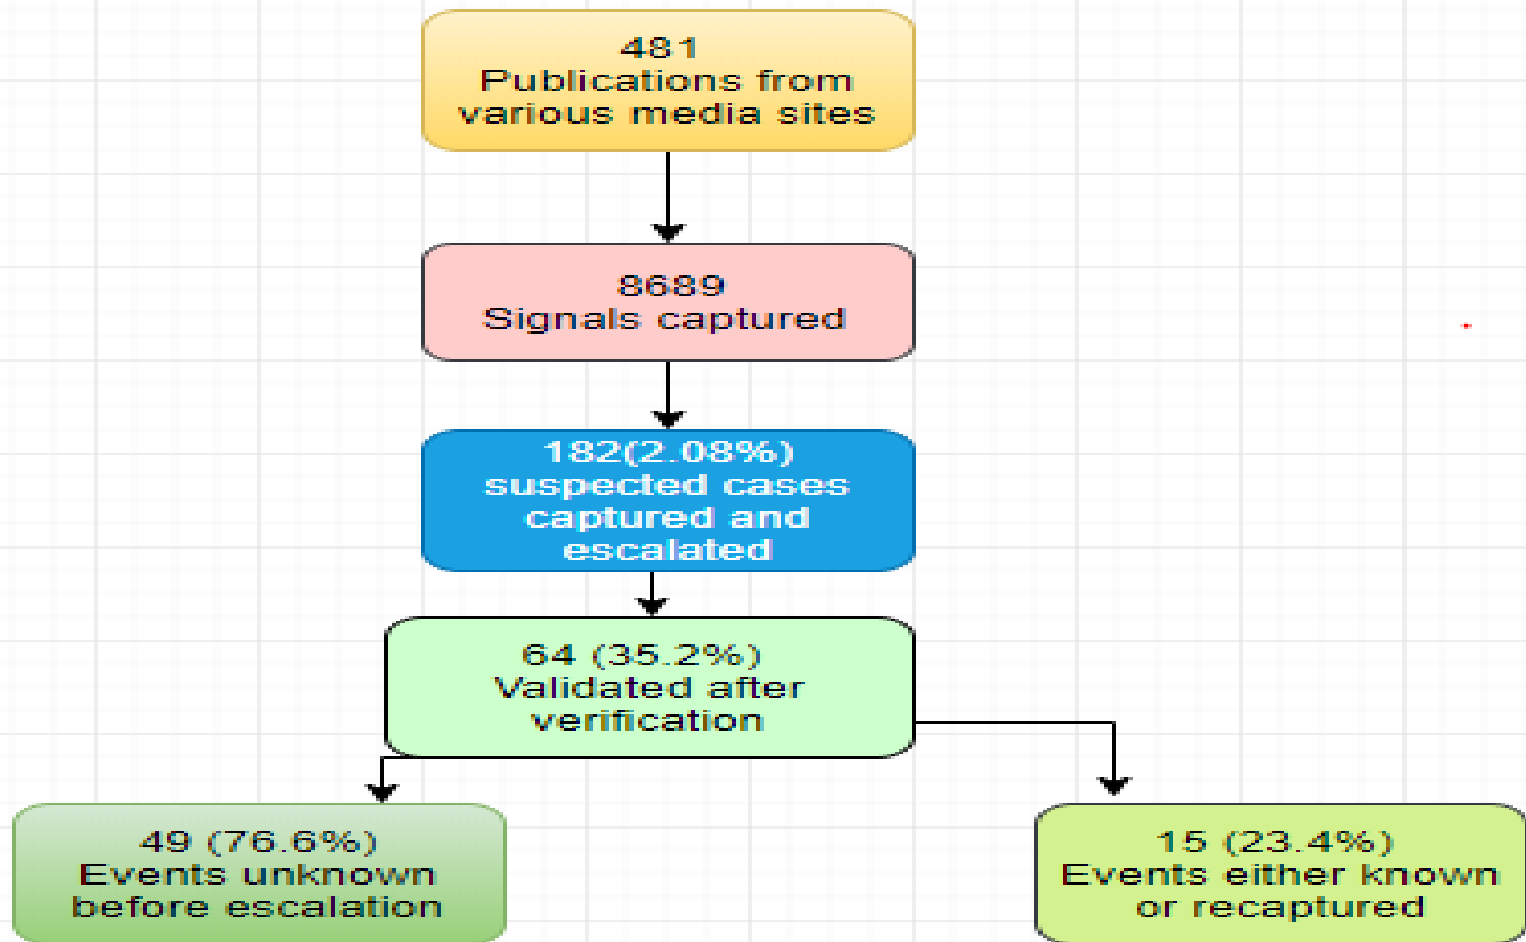 481
Publications from
various media sites
8689
Signals captured
182(2.08%)
suspected cases
captured and
escalated
64 (35.2%)
Validated after
verification
49 (76.6%)
Events unknown
before escalation
15 (23.4%)
Events either known
or recaptured